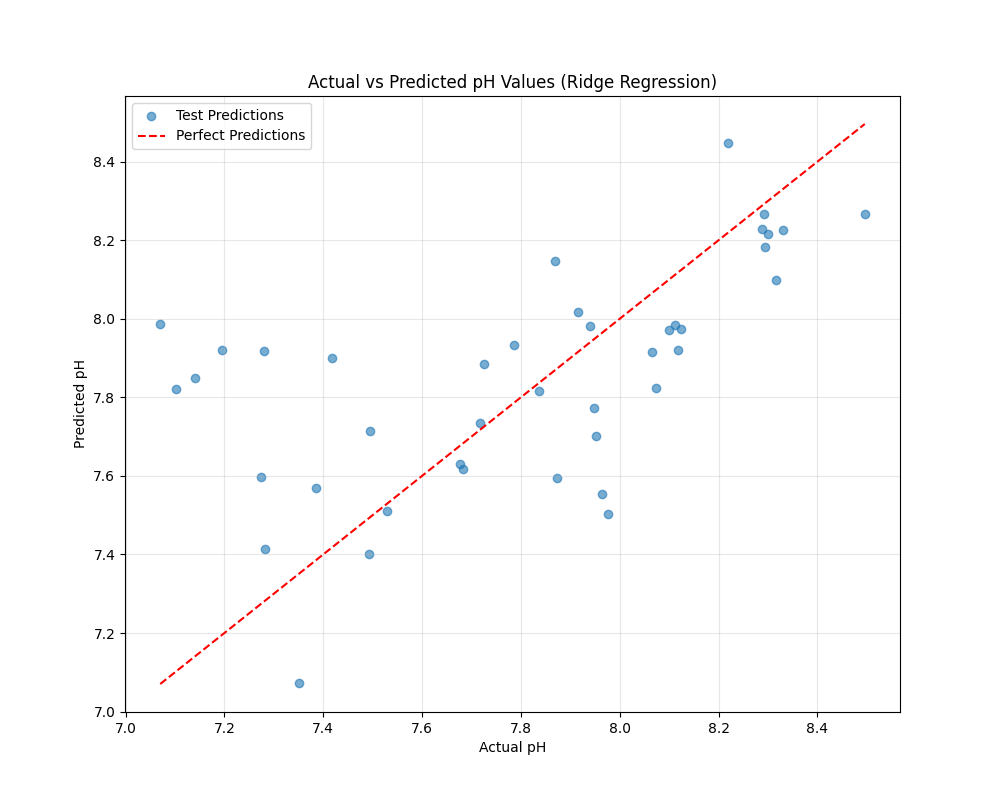 Actual vs Predicted pH Values (Ridge Regression)
Test Predictions
Perfect Predictions
Predicted pH
8.4
8.2
8.0
7.8
7.6
7.4
7.2
7.0
7.0 7.2 7.4 7.6 7.8 8.0 8.2 8.4
Actual pH